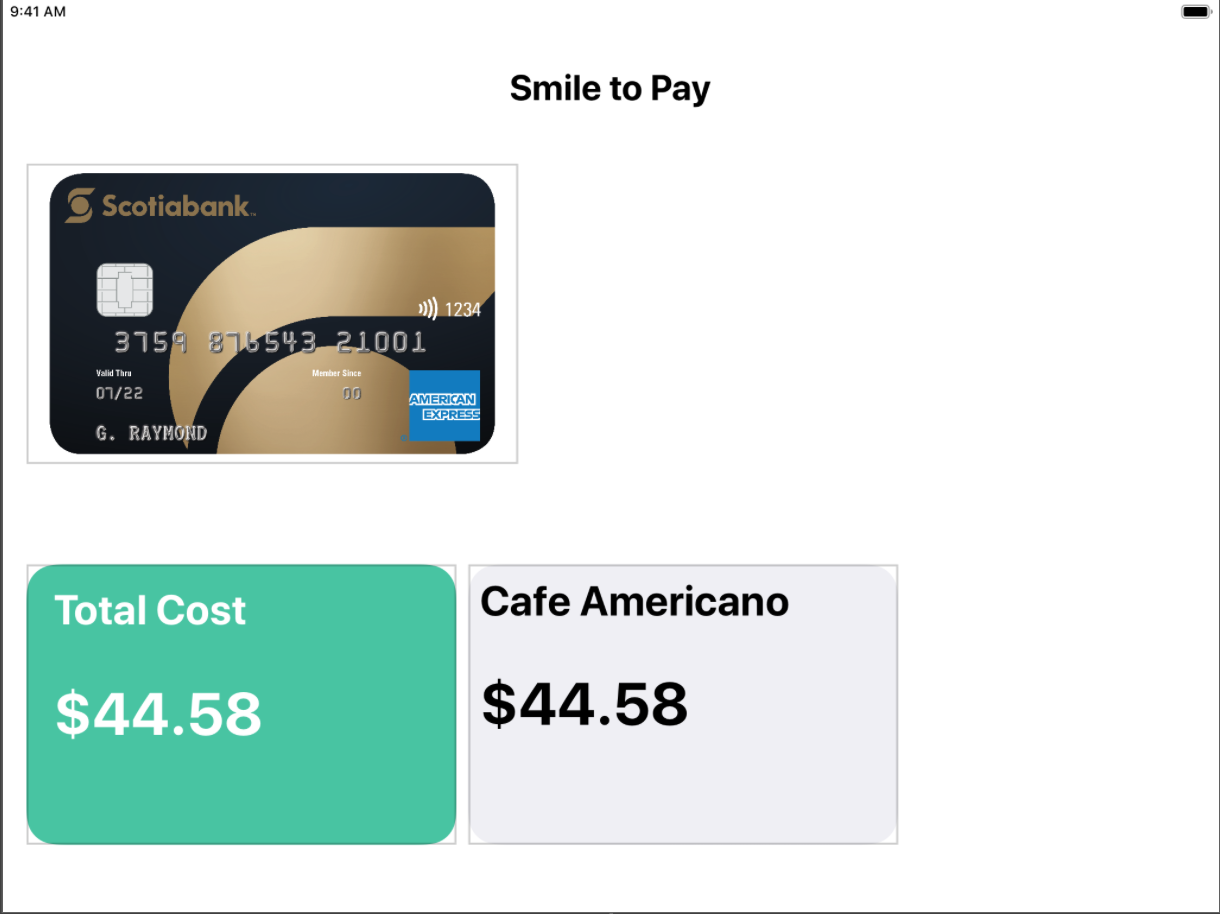 9:41 AM
Smile to Pay
Scotiabank™
1234
3759 876543 21001
Valid Thru
Member Since
07/22
00
AMERICAN
EXPRESS
G. RAYMOND
Total Cost
$44.58
Cafe Americano
$44.58